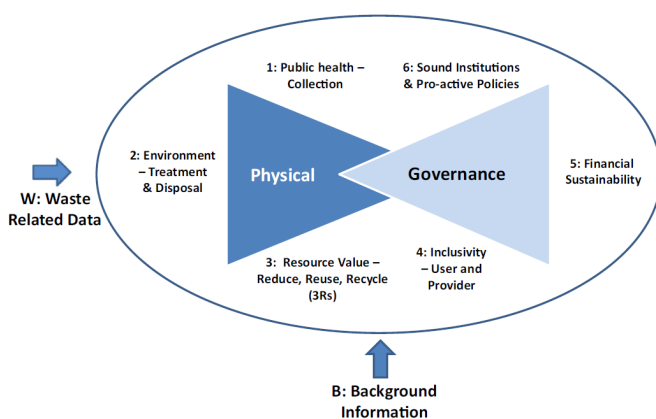 1: Public health –
Collection
6: Sound Institutions
& Pro-active Policies
2: Environment
– Treatment
& Disposal
Physical
Governance
5: Financial
Sustainability
W: Waste
Related Data
3:  Resource Value –
Reduce, Reuse, Recycle
(3Rs)
4: Inclusivity
– User and
Provider
B: Background
Information